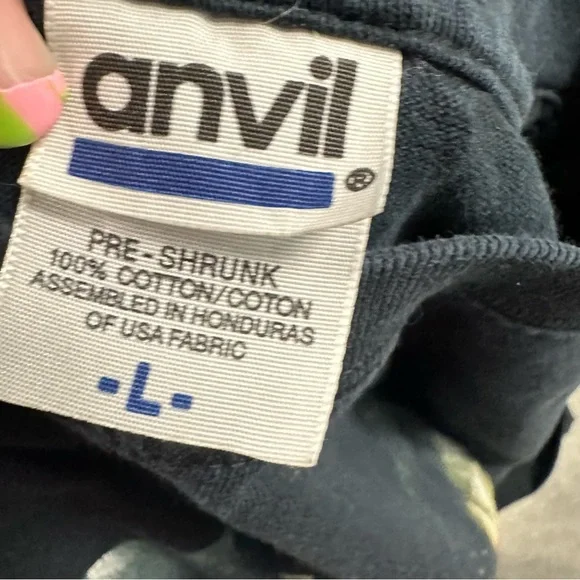 anvil
®
PRE-SHRUNK
100% COTTON/COTON
ASSEMBLED IN HONDURAS
OF USA FABRIC
-L-